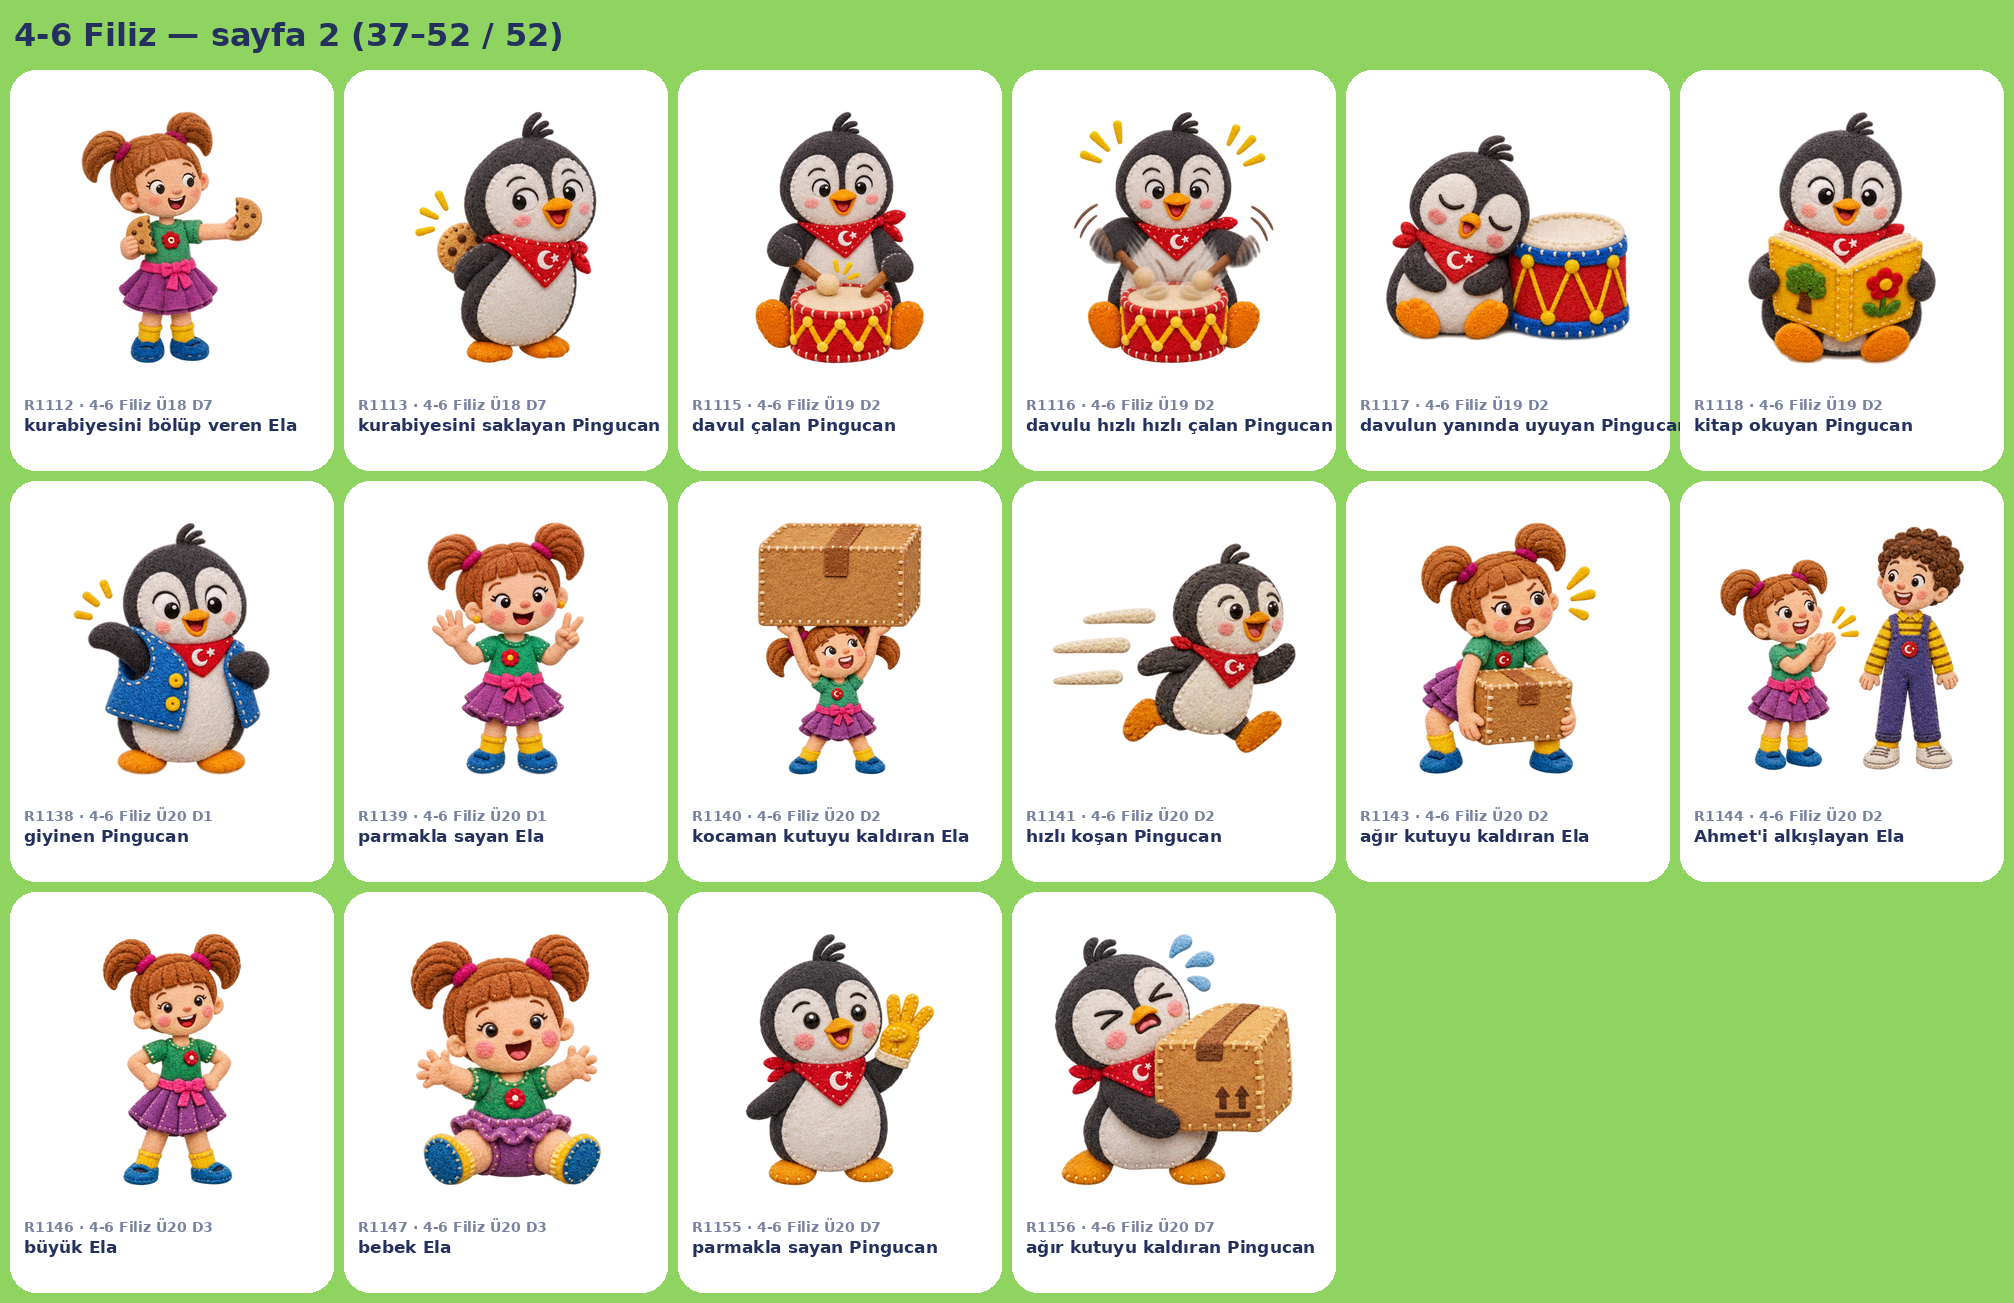 4-6 Filiz — sayfa 2 (37–52 / 52)
R1112 · 4-6 Filiz Ü18 D7
kurabiyesini bölüp veren Ela
R1113 · 4-6 Filiz Ü18 D7
kurabiyesini saklayan Pingucan
R1115 · 4-6 Filiz Ü19 D2
davul çalan Pingucan
R1116 · 4-6 Filiz Ü19 D2
davulu hızlı hızlı çalan Pingucan
R1117 · 4-6 Filiz Ü19 D2
davulun yanında uyuyan Pingucan
R1118 · 4-6 Filiz Ü19 D2
kitap okuyan Pingucan
R1138 · 4-6 Filiz Ü20 D1
giyinen Pingucan
R1139 · 4-6 Filiz Ü20 D1
parmakla sayan Ela
R1140 · 4-6 Filiz Ü20 D2
kocaman kutuyu kaldıran Ela
R1141 · 4-6 Filiz Ü20 D2
hızlı koşan Pingucan
R1143 · 4-6 Filiz Ü20 D2
ağır kutuyu kaldıran Ela
R1144 · 4-6 Filiz Ü20 D2
Ahmet'i alkışlayan Ela
R1146 · 4-6 Filiz Ü20 D3
büyük Ela
R1147 · 4-6 Filiz Ü20 D3
bebek Ela
R1155 · 4-6 Filiz Ü20 D7
parmakla sayan Pingucan
R1156 · 4-6 Filiz Ü20 D7
ağır kutuyu kaldıran Pingucan